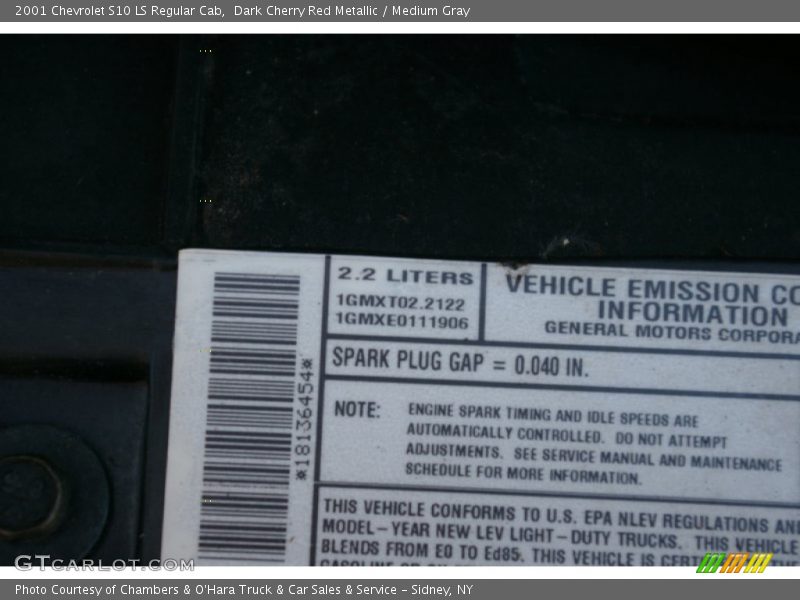 2001 Chevrolet S10 LS Regular Cab,  Dark Cherry Red Metallic / Medium Gray
*18136454*
2.2 LITERS
1GMXT02.2122
1GMXE0111906
VEHICLE EMISSION CO
INFORMATION
GENERAL MOTORS CORPORA
SPARK PLUG GAP = 0.040 IN.
NOTE: ENGINE SPARK TIMING AND IDLE SPEEDS ARE
AUTOMATICALLY CONTROLLED. DO NOT ATTEMPT
ADJUSTMENTS. SEE SERVICE MANUAL AND MAINTENANCE
SCHEDULE FOR MORE INFORMATION.
THIS VEHICLE CONFORMS TO U.S. EPA NLEV REGULATIONS AND
MODEL-YEAR NEW LEV LIGHT-DUTY TRUCKS. THIS VEHICLE
BLENDS FROM E0 TO Ed85. THIS VEHICLE IS
GTCarLot.com
Photo Courtesy of Chambers & O'Hara Truck & Car Sales & Service – Sidney, NY